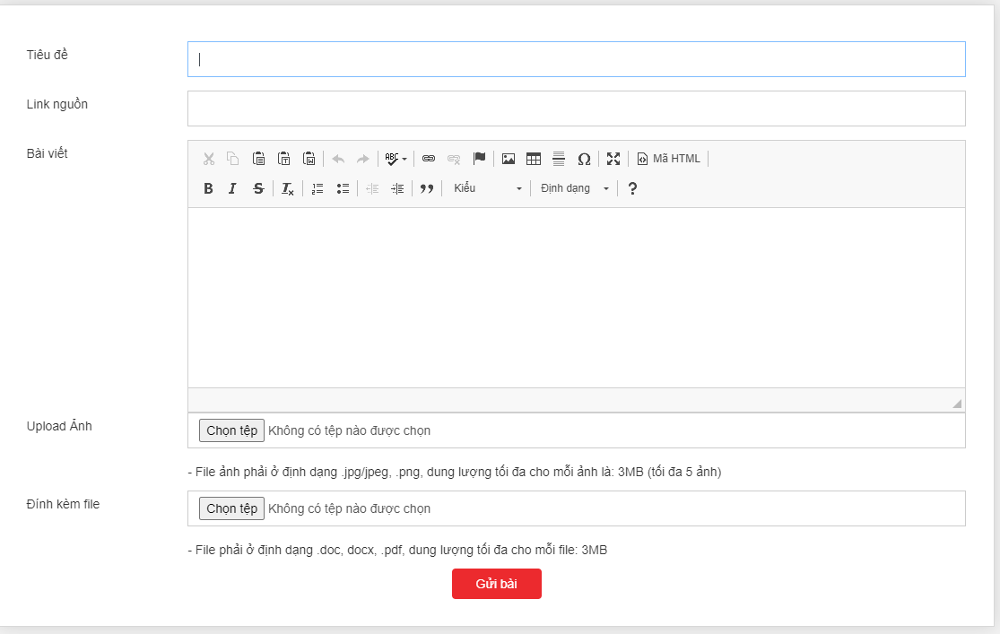 Tiêu đề
Link nguồn
Bài viết
ABC
Mã HTML
B I S Tx
Kiểu
Định dạng
?
Upload Ảnh
Chọn tệp Không có tệp nào được chọn
- File ảnh phải ở định dạng .jpg/jpeg, .png, dung lượng tối đa cho mỗi ảnh là: 3MB (tối đa 5 ảnh)
Đính kèm file
Chọn tệp Không có tệp nào được chọn
- File phải ở định dạng .doc, docx, .pdf, dung lượng tối đa cho mỗi file: 3MB
Gửi bài